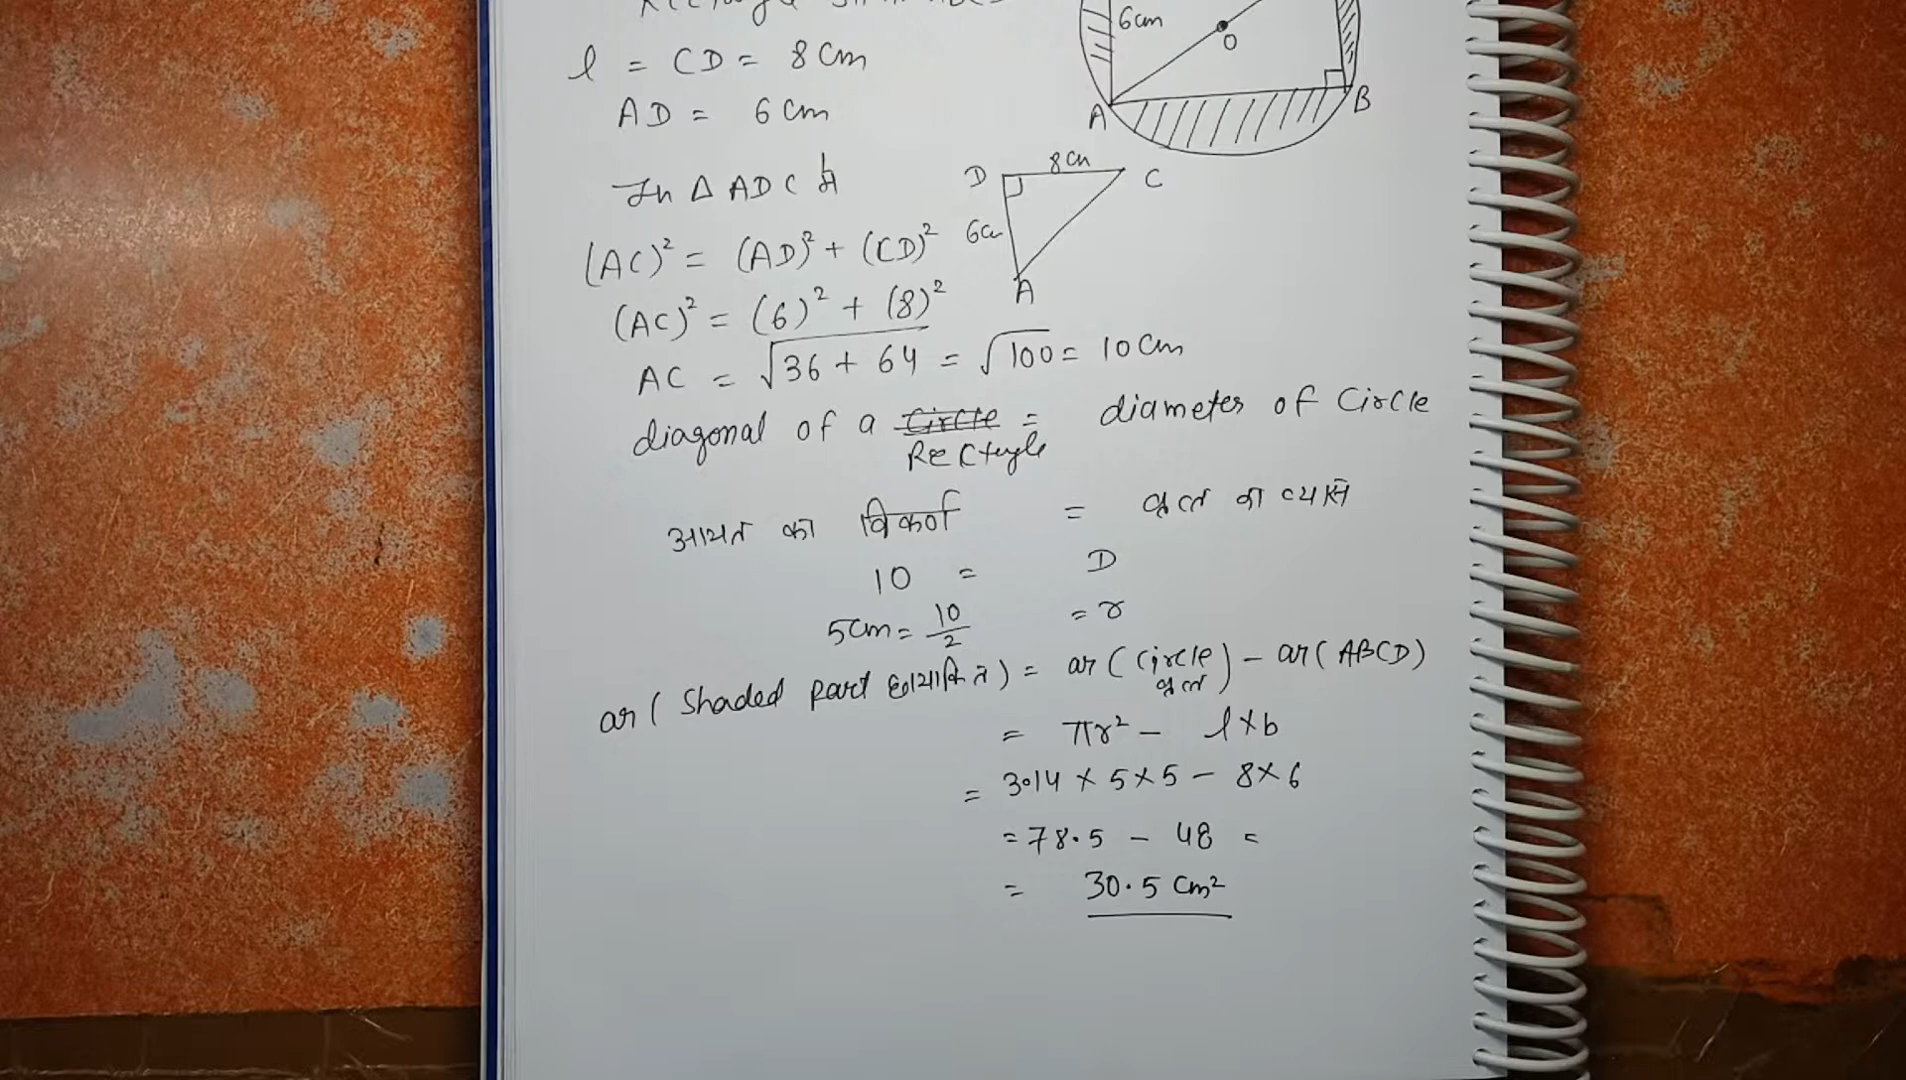 6cm
O
l = CD = 8 Cm
AD = 6 Cm
A
B
In Δ ADC में
D 8cm C
6cm
A
(AC)² = (AD)² + (CD)²
(AC)² = (6)² + (8)²
AC = √36 + 64 = √100 = 10 Cm
diagonal of a Circle = diameter of Circle
Rectangle
आयत का विकर्ण = वृत्त का व्यास
10 = D
5cm = 10/2 = r
ar ( Shaded part छायांकित ) = ar ( Circle ) - ar ( ABCD )
वृत्त
= πr² - l × b
= 3.14 × 5 × 5 - 8 × 6
= 78.5 - 48 =
= 30.5 Cm²